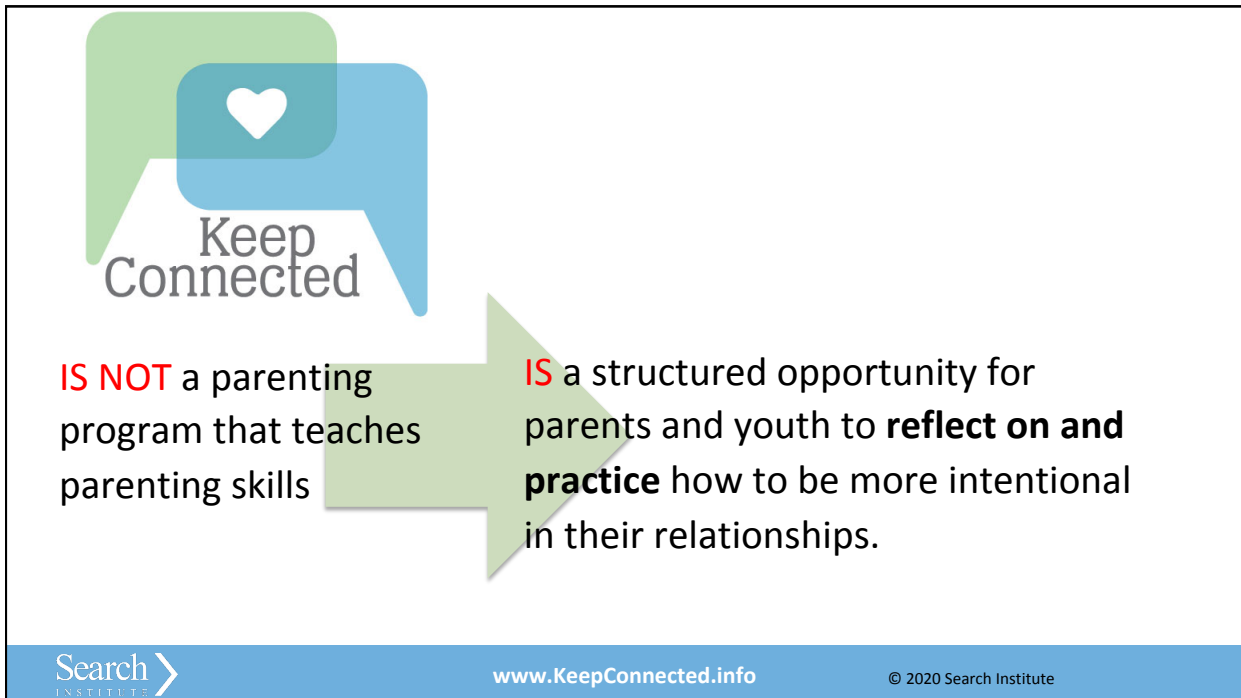 Keep
Connected
IS NOT a parenting
program that teaches
parenting skills
IS a structured opportunity for
parents and youth to reflect on and
practice how to be more intentional
in their relationships.
Search
INSTITUTE
www.KeepConnected.info
© 2020 Search Institute